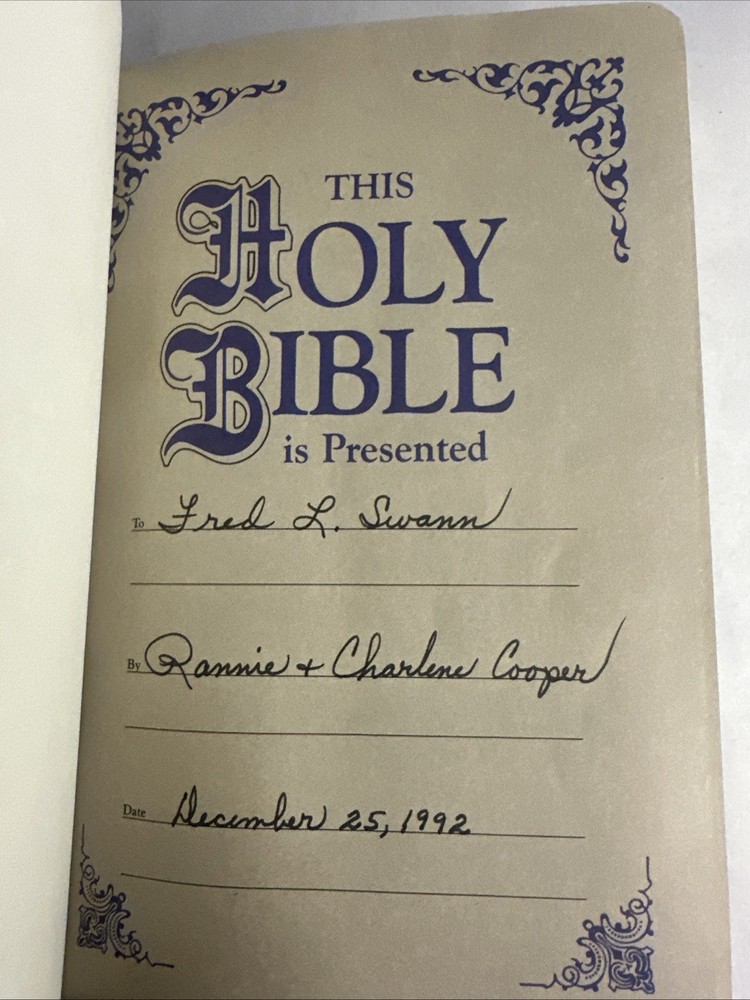 THIS
HOLY
BIBLE
is Presented
To Fred L. Swann
By Rannie + Charlene Cooper
Date December 25, 1992